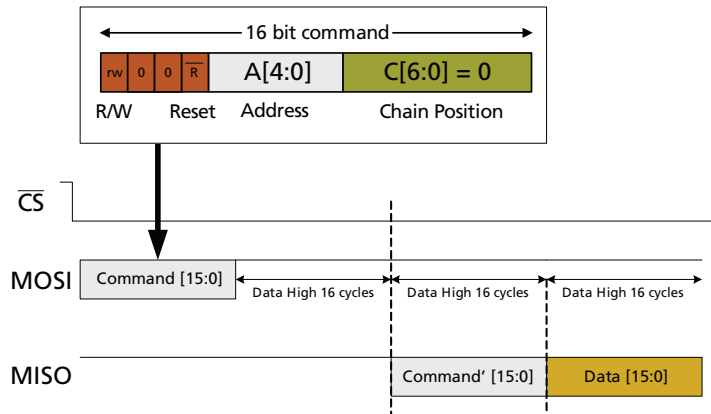 16 bit command
rw 0 0 R̅ A[4:0] C[6:0] = 0
R/W Reset Address Chain Position
C̅S̅
MOSI Command [15:0] Data High 16 cycles Data High 16 cycles Data High 16 cycles
MISO Command' [15:0] Data [15:0]